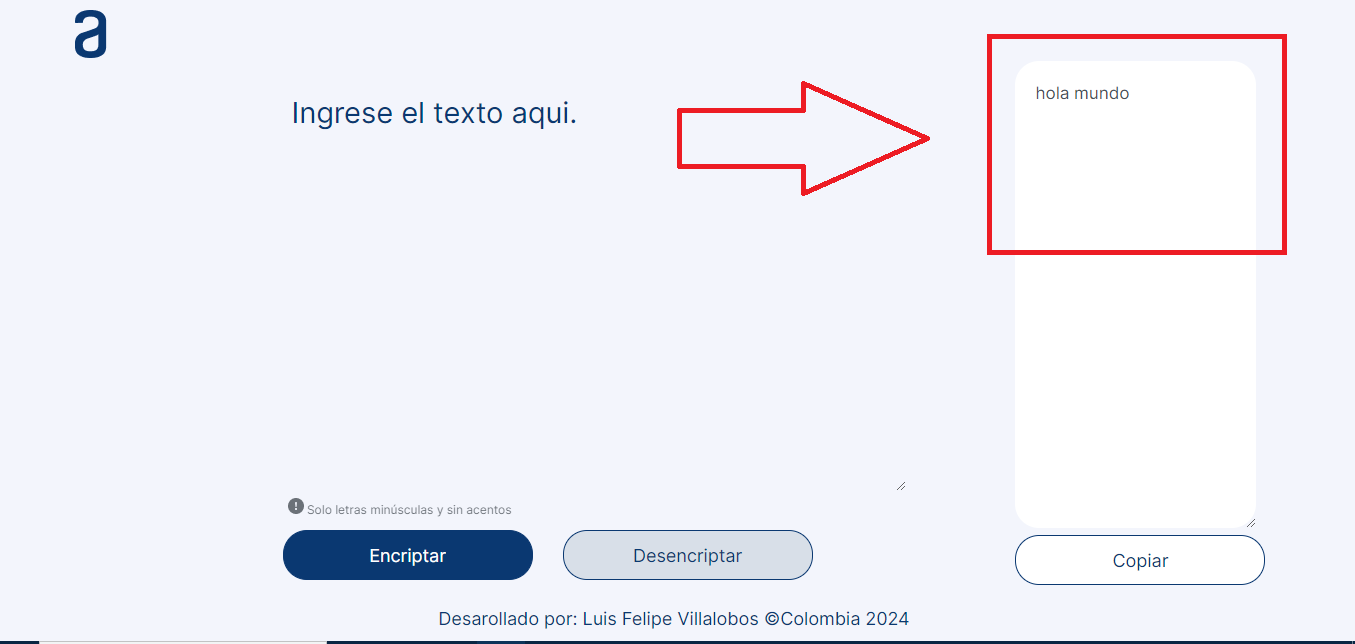 a
Ingrese el texto aqui.
hola mundo
! Solo letras minúsculas y sin acentos
Encriptar
Desencriptar
Copiar
Desarollado por: Luis Felipe Villalobos ©Colombia 2024